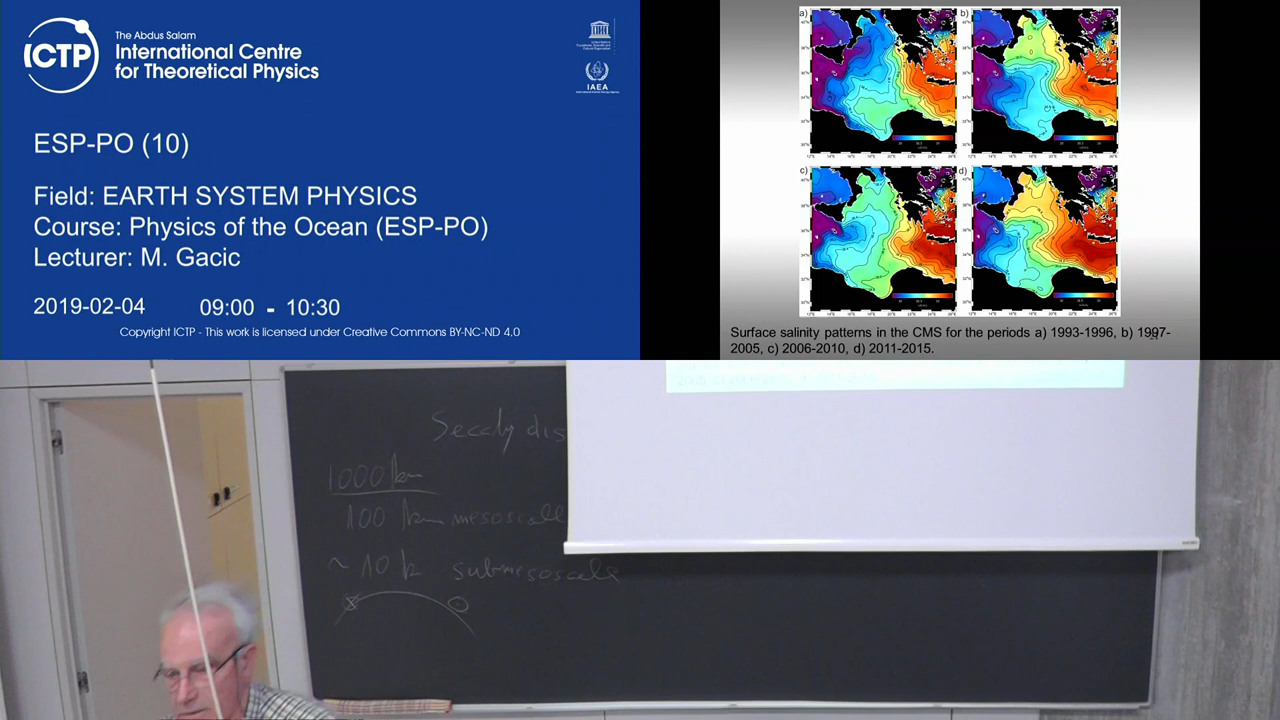 The Abdus Salam
ICTP International Centre
for Theoretical Physics
IAEA
ESP-PO (10)
Field: EARTH SYSTEM PHYSICS
Course: Physics of the Ocean (ESP-PO)
Lecturer: M. Gacic
2019-02-04 09:00 - 10:30
Copyright ICTP - This work is licensed under Creative Commons BY-NC-ND 4.0
a)
b)
c)
d)
Surface salinity patterns in the CMS for the periods a) 1993-1996, b) 1997-
2005, c) 2006-2010, d) 2011-2015.
Secchy dis
1000 km
100 km mesoscale
~ 10 k submesoscale